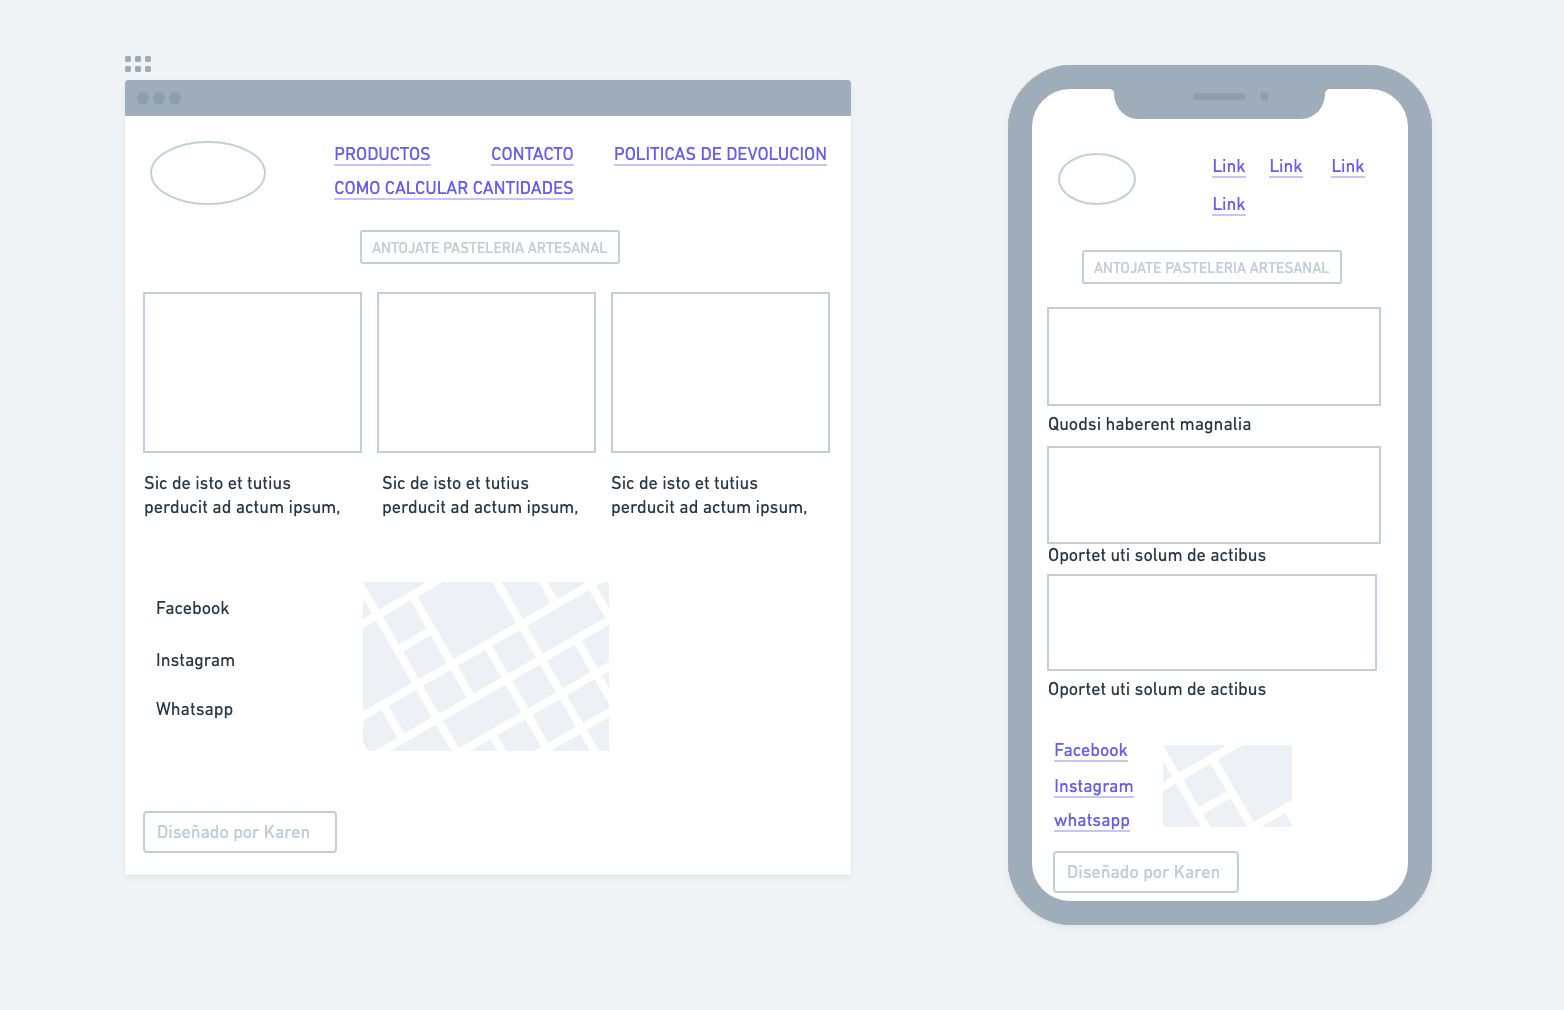 PRODUCTOS CONTACTO POLITICAS DE DEVOLUCION
COMO CALCULAR CANTIDADES
ANTOJATE PASTELERIA ARTESANAL
Sic de isto et tutius
perducit ad actum ipsum,
Sic de isto et tutius
perducit ad actum ipsum,
Sic de isto et tutius
perducit ad actum ipsum,
Facebook
Instagram
Whatsapp
Diseñado por Karen
Link Link Link
Link
ANTOJATE PASTELERIA ARTESANAL
Quodsi haberent magnalia
Oportet uti solum de actibus
Oportet uti solum de actibus
Facebook
Instagram
whatsapp
Diseñado por Karen